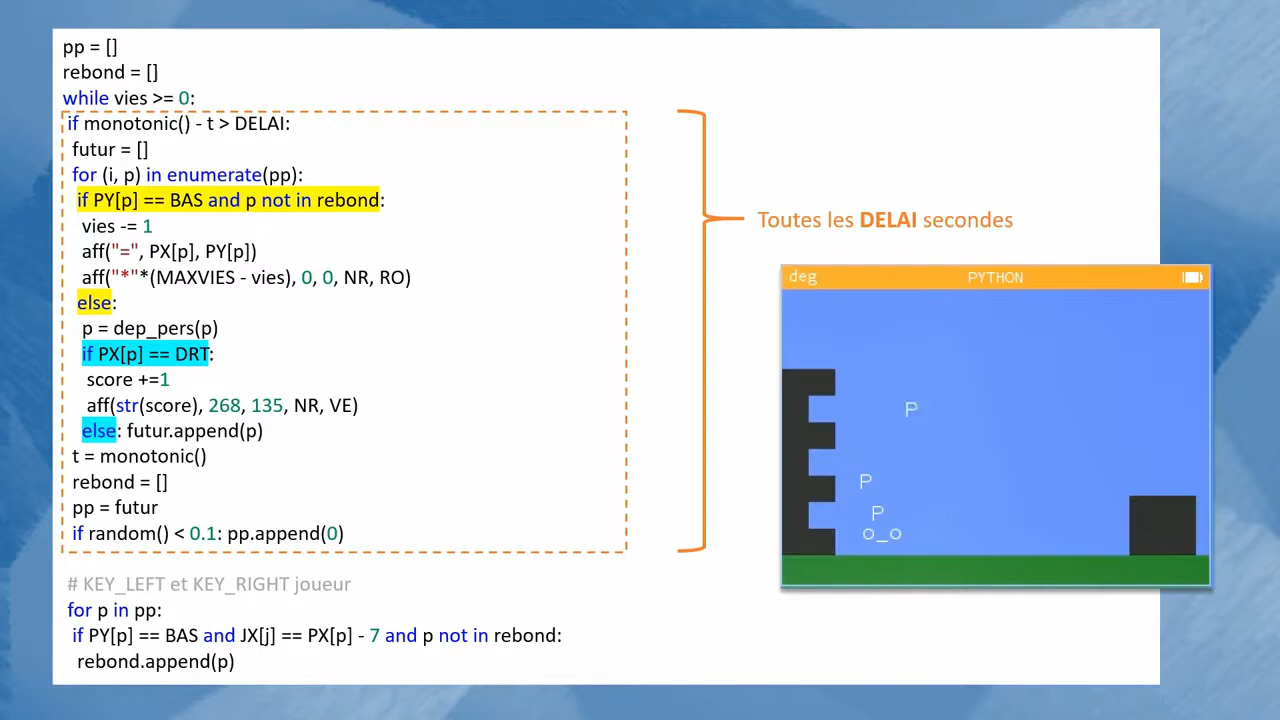 pp = []
rebond = []
while vies >= 0:
if monotonic() - t > DELAI:
futur = []
for (i, p) in enumerate(pp):
if PY[p] == BAS and p not in rebond:
vies -= 1
aff("=", PX[p], PY[p])
aff("*"*(MAXVIES - vies), 0, 0, NR, RO)
else:
p = dep_pers(p)
if PX[p] == DRT:
score +=1
aff(str(score), 268, 135, NR, VE)
else: futur.append(p)
t = monotonic()
rebond = []
pp = futur
if random() < 0.1: pp.append(0)
# KEY_LEFT et KEY_RIGHT joueur
for p in pp:
if PY[p] == BAS and JX[j] == PX[p] - 7 and p not in rebond:
rebond.append(p)
Toutes les DELAI secondes
deg PYTHON
P
P
P
o_o